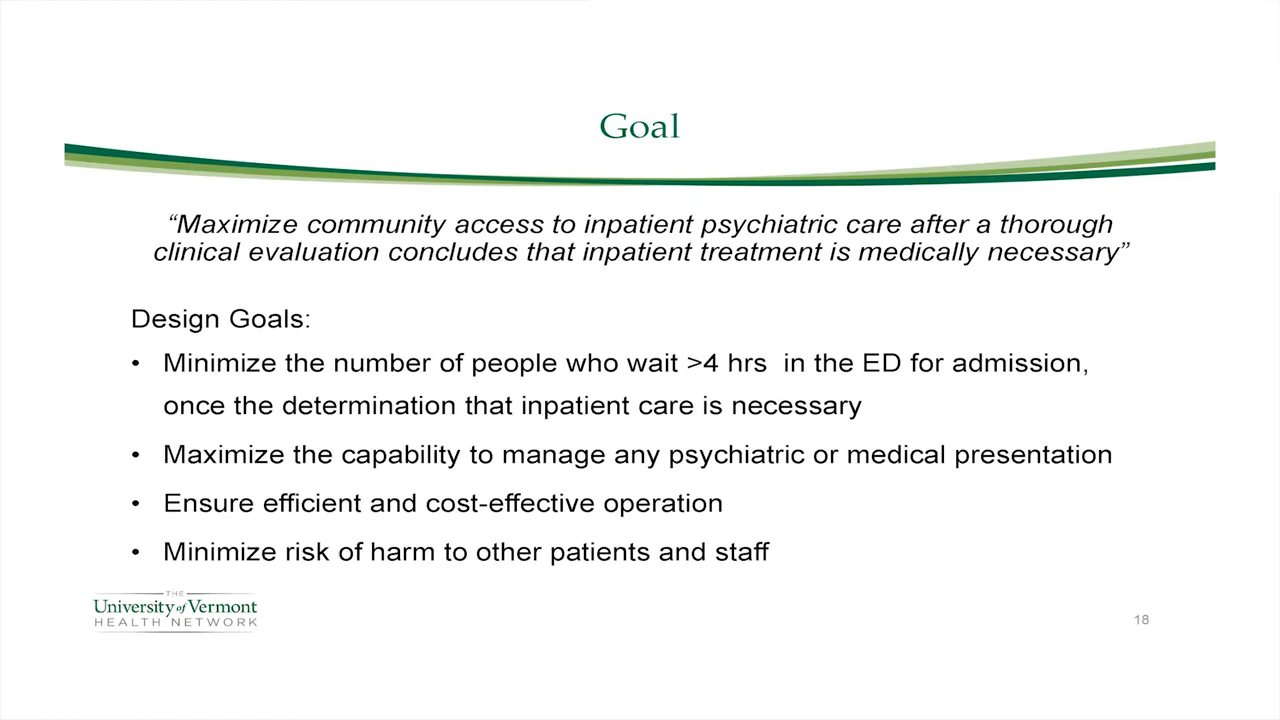 Goal
“Maximize community access to inpatient psychiatric care after a thorough
clinical evaluation concludes that inpatient treatment is medically necessary”
Design Goals:
• Minimize the number of people who wait >4 hrs  in the ED for admission,
once the determination that inpatient care is necessary
• Maximize the capability to manage any psychiatric or medical presentation
• Ensure efficient and cost-effective operation
• Minimize risk of harm to other patients and staff
THE
University of Vermont
HEALTH NETWORK
18